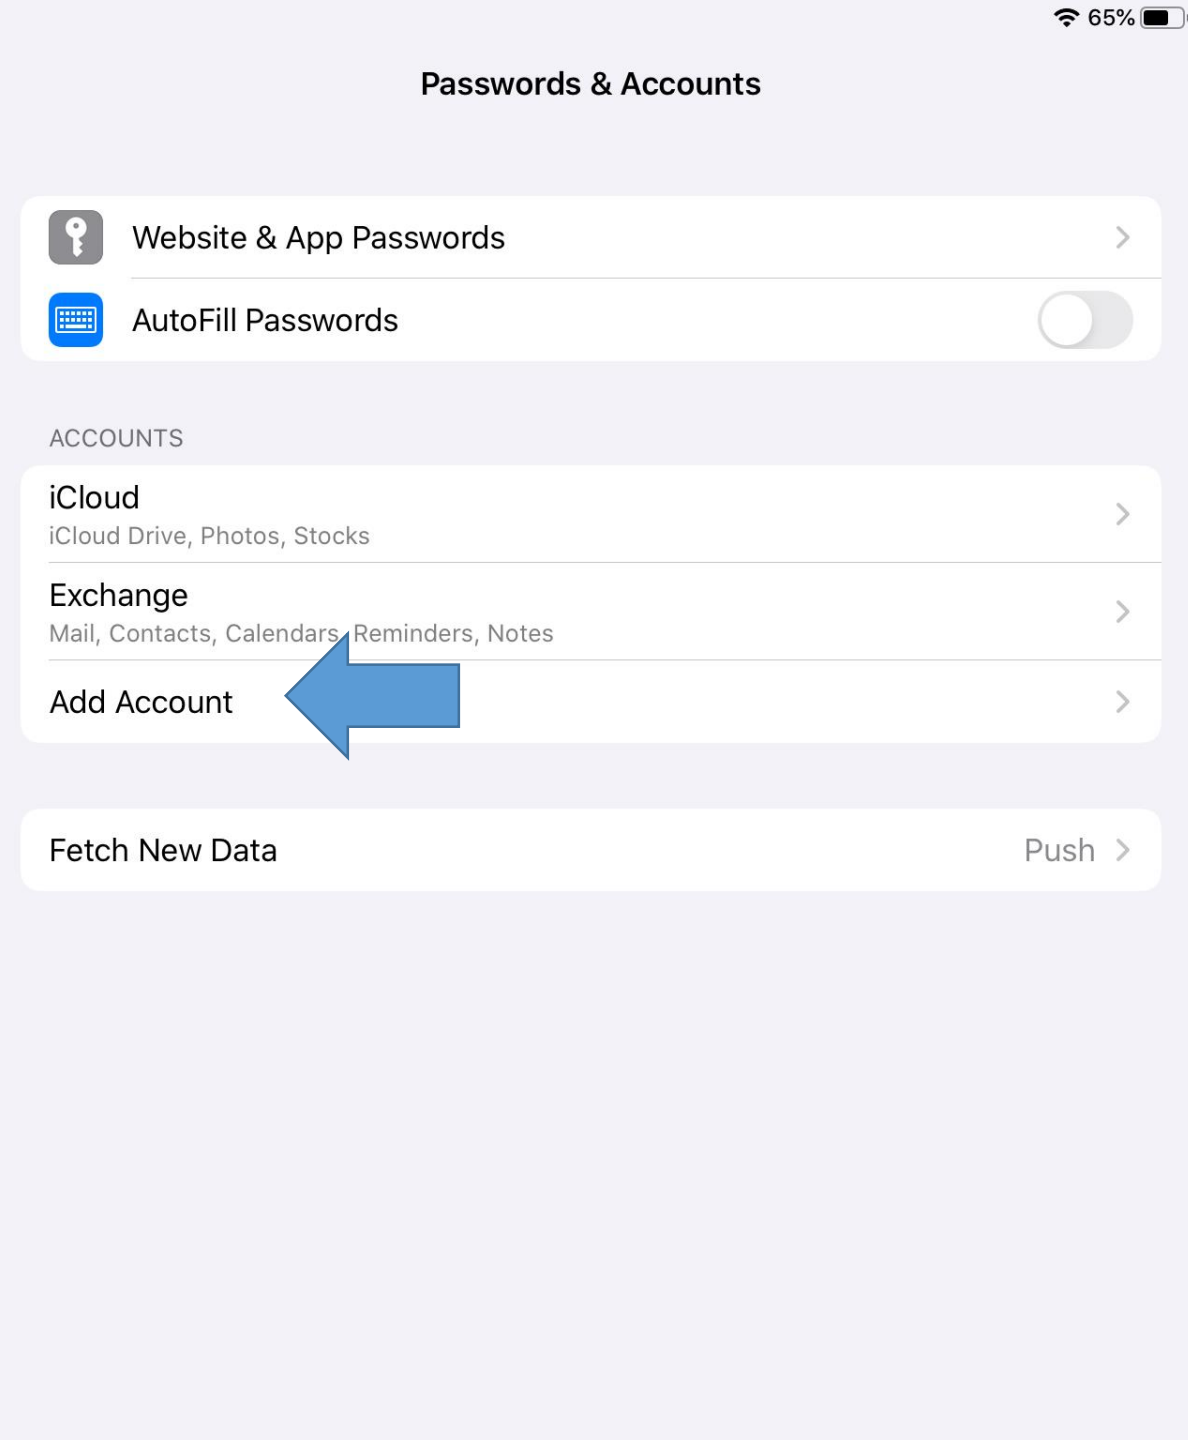 65%
Passwords & Accounts
Website & App Passwords
AutoFill Passwords
ACCOUNTS
iCloud
iCloud Drive, Photos, Stocks
Exchange
Mail, Contacts, Calendars, Reminders, Notes
Add Account
Fetch New Data Push